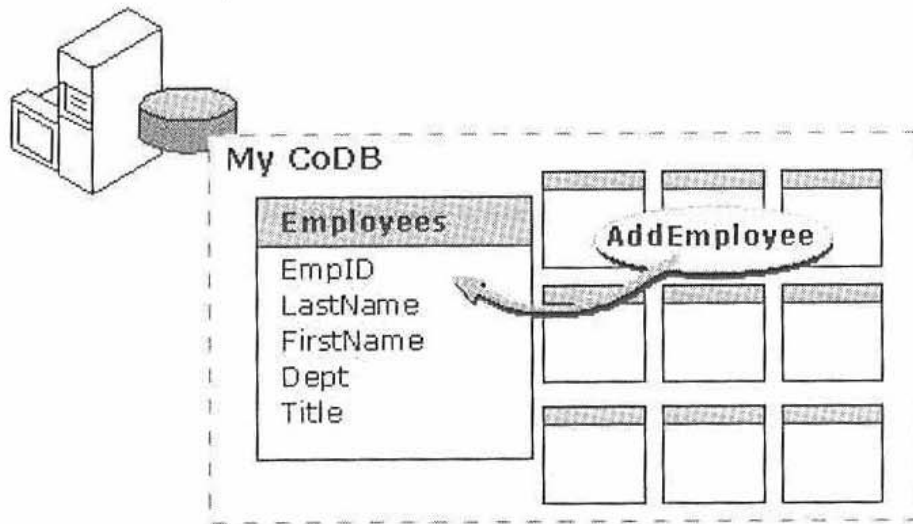 My CoDB
Employees
AddEmployee
EmpID
LastName
FirstName
Dept
Title